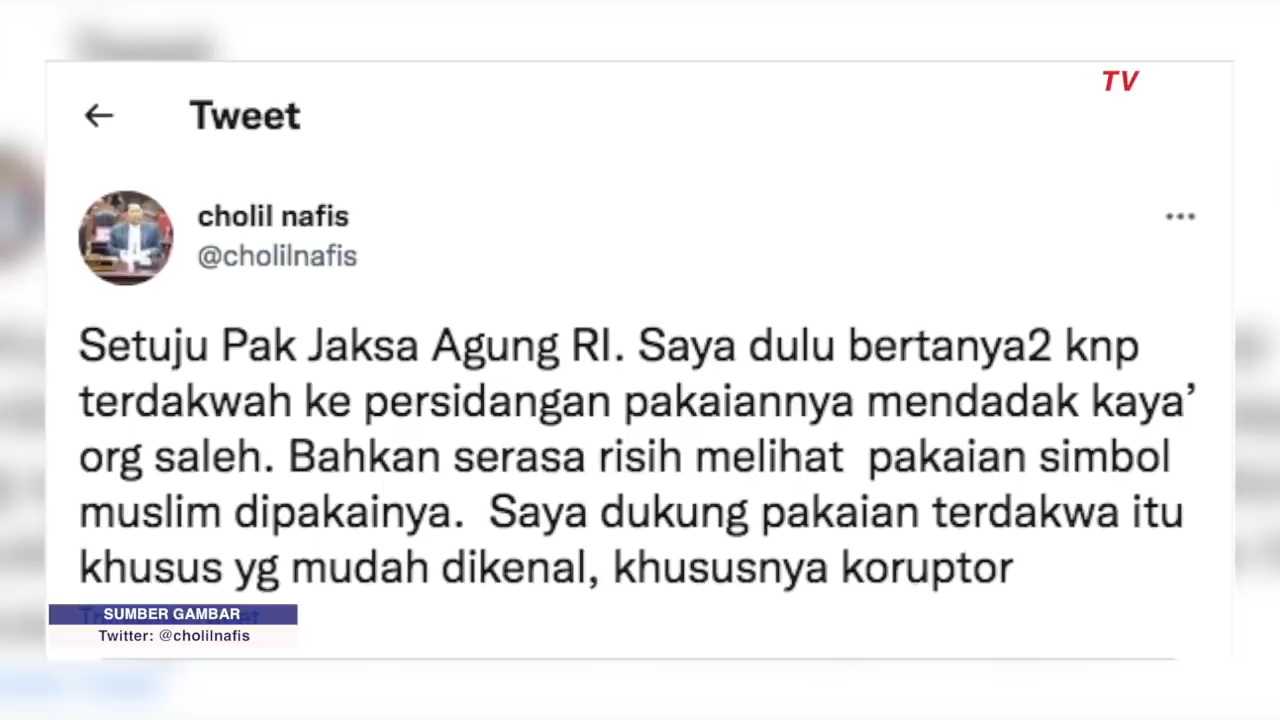 TV
← Tweet
cholil nafis
@cholilnafis
Setuju Pak Jaksa Agung RI. Saya dulu bertanya2 knp
terdakwah ke persidangan pakaiannya mendadak kaya’
org saleh. Bahkan serasa risih melihat  pakaian simbol
muslim dipakainya.  Saya dukung pakaian terdakwa itu
khusus yg mudah dikenal, khususnya koruptor
SUMBER GAMBAR
Twitter: @cholilnafis